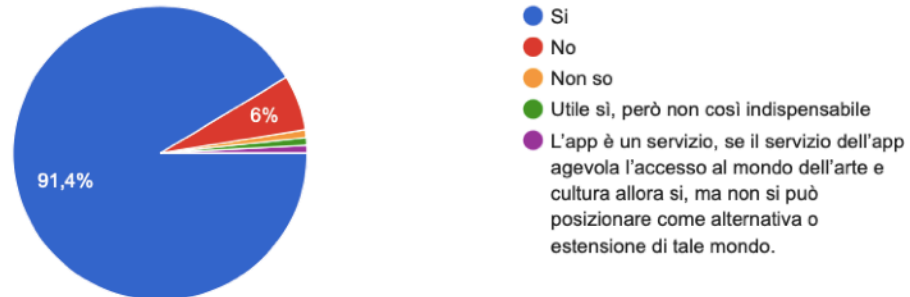 Si
No
Non so
Utile sì, però non così indispensabile
L'app è un servizio, se il servizio dell'app
agevola l'accesso al mondo dell'arte e
cultura allora si, ma non si può
posizionare come alternativa o
estensione di tale mondo.
6%
91,4%